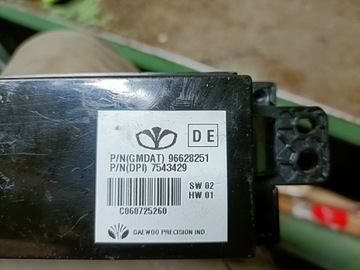 DE
P/N(GMDAT) 96628251
P/N(DPI) 7543429
SW 02
HW 01
C060725260
DAEWOO PRECISION IND